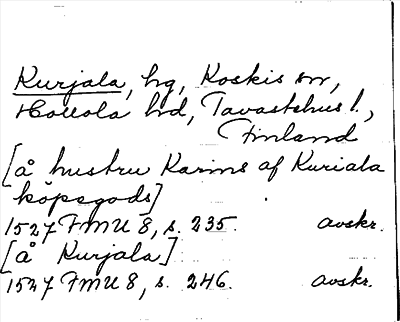 Kurjala, hg, Koskis sn,
Hollola hd, Tavastehus l.,
Finland
[å hustru Karins af Kuriala
köpegods]
1527 FMU 8, s. 235. avskr.
[å Kurjala]
1527 FMU 8, s. 246. avskr.